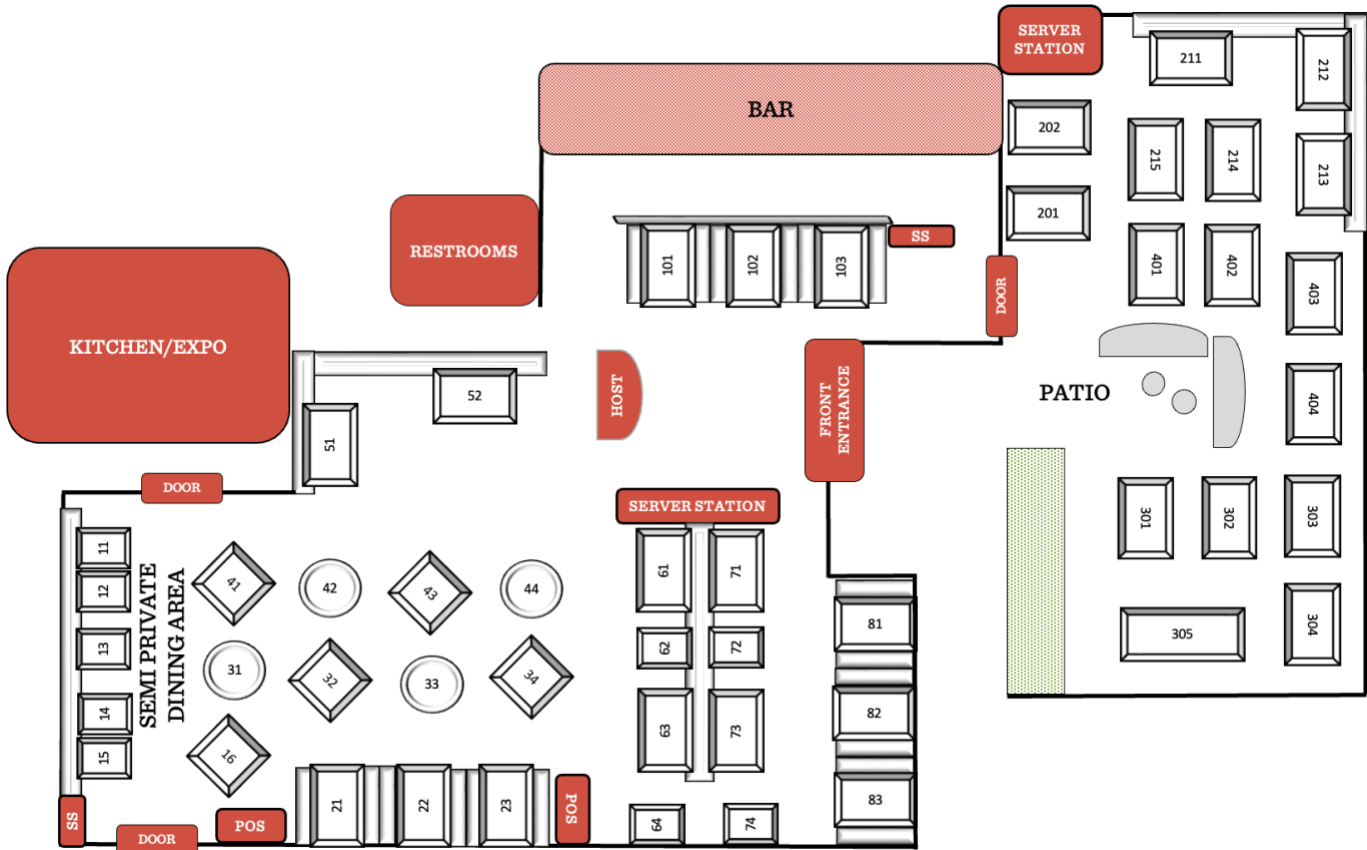 SERVER
STATION
211
212
BAR
202
215
214
213
201
RESTROOMS
SS
101
102
103
401
402
403
DOOR
KITCHEN/EXPO
HOST
FRONT
ENTRANCE
52
51
PATIO
404
DOOR
SERVER STATION
301
302
303
11
12
13
14
15
SEMI PRIVATE
DINING AREA
41
42
43
44
61
71
81
31
32
33
34
62
72
304
305
16
63
73
82
21
22
23
POS
83
SS
DOOR
POS
64
74